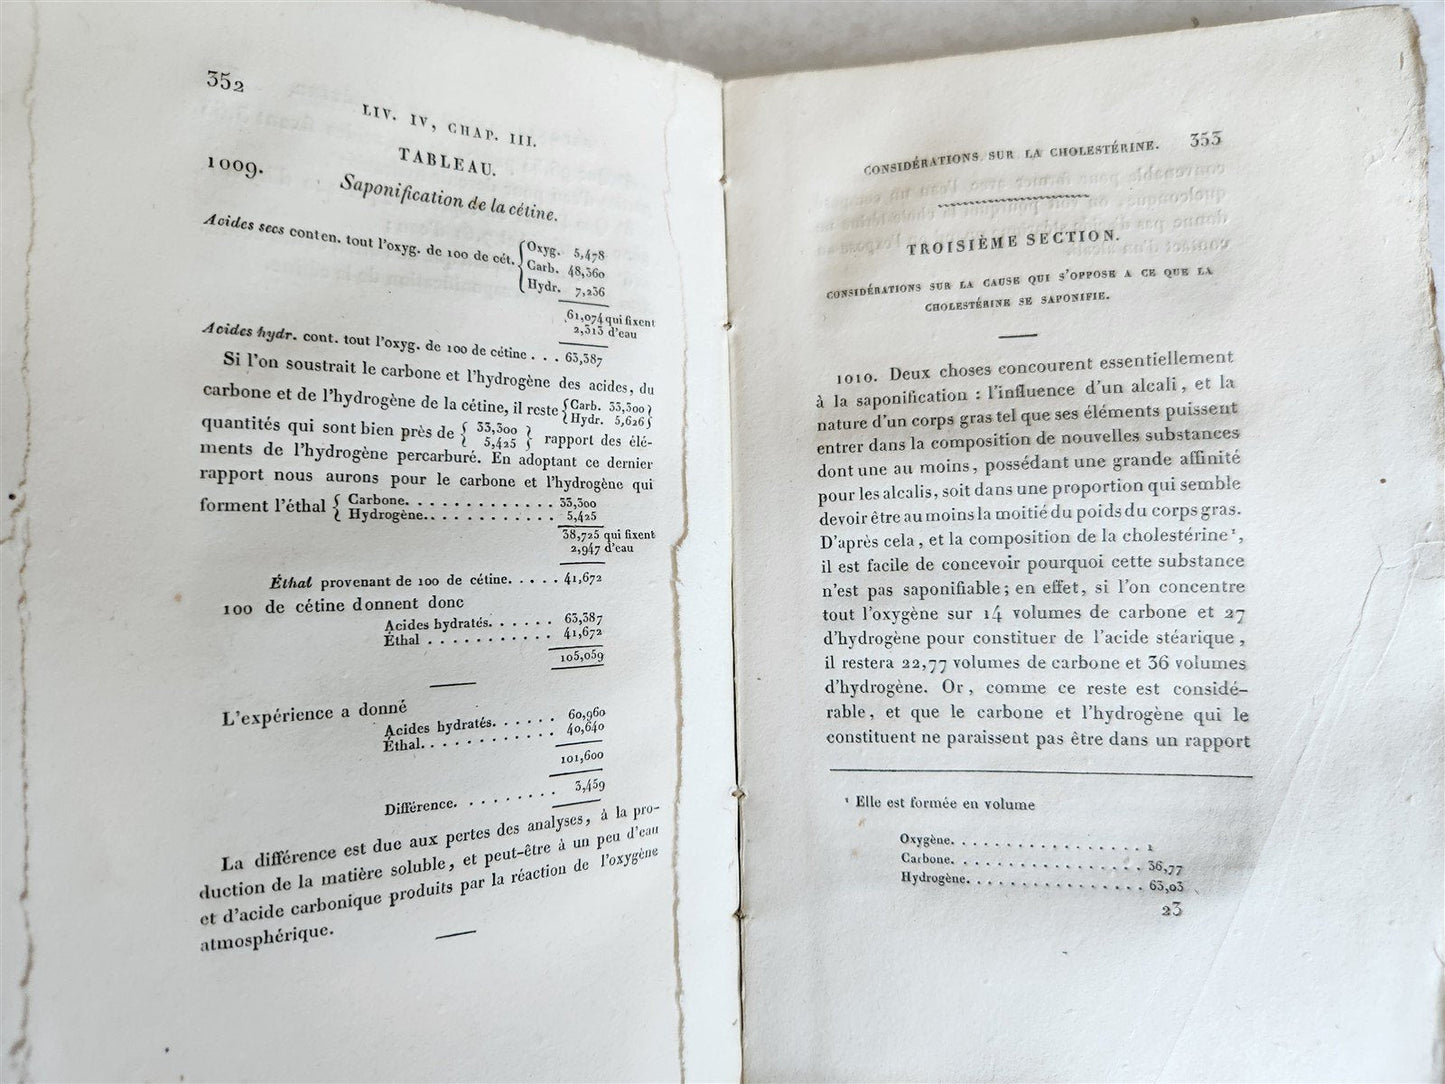 352
LIV. IV, CHAP. III.
TABLEAU.
1009. Saponification de la cétine.
Acides secs conten. tout l'oxyg. de 100 de cét. { Oxyg. 5,478
Carb. 48,360
Hydr. 7,236
61,074 qui fixent
2,313 d'eau
Acides hydr. cont. tout l'oxyg. de 100 de cétine . . . 63,387
Si l'on soustrait le carbone et l'hydrogène des acides, du
carbone et de l'hydrogène de la cétine, il reste { Carb. 33,300 }
{ Hydr. 5,626 }
quantités qui sont bien près de { 33,300 } rapport des élé-
{ 5,425 }
ments de l'hydrogène percarburé. En adoptant ce dernier
rapport nous aurons pour le carbone et l'hydrogène qui
forment l'éthal { Carbone. . . . . . . . . . . . . 33,300
{ Hydrogène. . . . . . . . . . . . 5,425
38,725 qui fixent
2,947 d'eau
Éthal provenant de 100 de cétine. . . . . 41,672
100 de cétine donnent donc
Acides hydratés. . . . . . 63,387
Éthal . . . . . . . . . . . 41,672
105,059
L'expérience a donné
Acides hydratés. . . . . . 60,960
Éthal. . . . . . . . . . . . 40,640
101,600
Différence. . . . . . . . . 3,459
La différence est due aux pertes des analyses, à la pro-
duction de la matière soluble, et peut-être à un peu d'eau
et d'acide carbonique produits par la réaction de l'oxygène
atmosphérique.
CONSIDÉRATIONS SUR LA CHOLESTÉRINE. 353
TROISIÈME SECTION.
CONSIDÉRATIONS SUR LA CAUSE QUI S'OPPOSE A CE QUE LA
CHOLESTÉRINE SE SAPONIFIE.
1010. Deux choses concourent essentiellement
à la saponification : l'influence d'un alcali, et la
nature d'un corps gras tel que ses éléments puissent
entrer dans la composition de nouvelles substances
dont une au moins, possédant une grande affinité
pour les alcalis, soit dans une proportion qui semble
devoir être au moins la moitié du poids du corps gras.
D'après cela, et la composition de la cholestérine¹,
il est facile de concevoir pourquoi cette substance
n'est pas saponifiable; en effet, si l'on concentre
tout l'oxygène sur 14 volumes de carbone et 27
d'hydrogène pour constituer de l'acide stéarique,
il restera 22,77 volumes de carbone et 36 volumes
d'hydrogène. Or, comme ce reste est considé-
rable, et que le carbone et l'hydrogène qui le
constituent ne paraissent pas être dans un rapport
¹ Elle est formée en volume
Oxygène. . . . . . . . . . . . . . . . . 1
Carbone. . . . . . . . . . . . . . . . . 36,77
Hydrogène. . . . . . . . . . . . . . . . 63,03
23